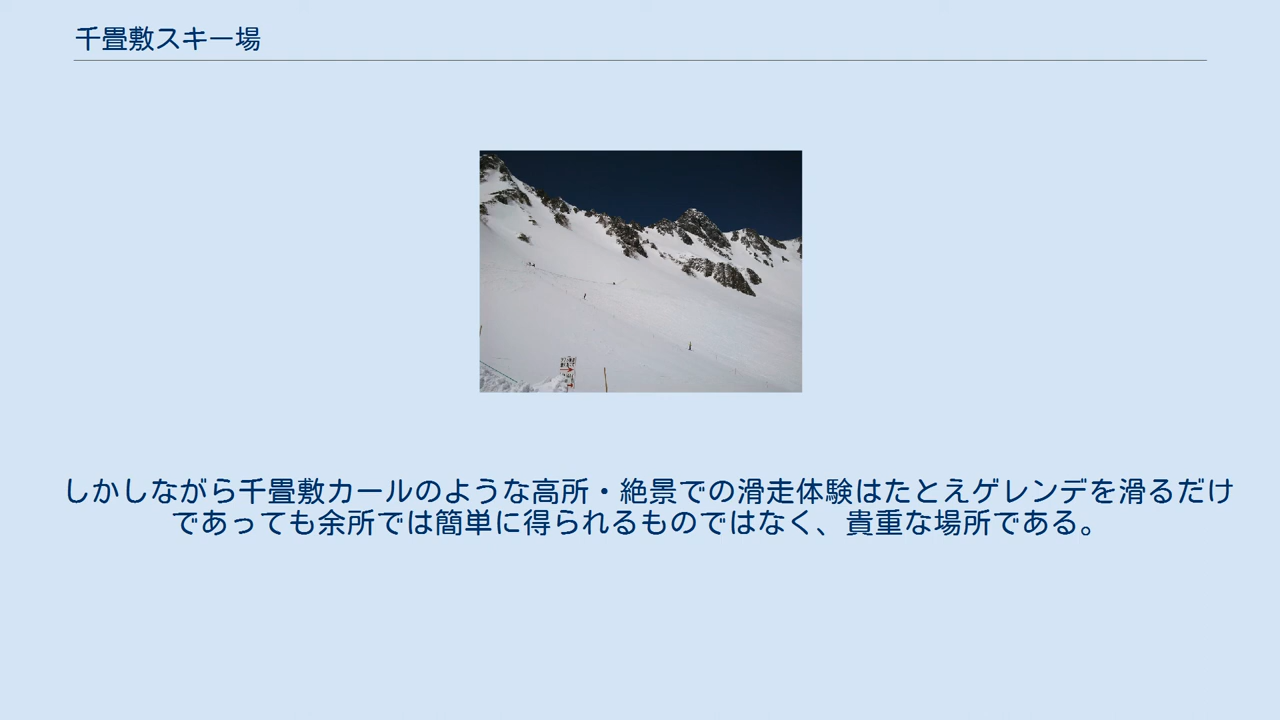 千畳敷スキー場
しかしながら千畳敷カールのような高所・絶景での滑走体験はたとえゲレンデを滑るだけ
であっても余所では簡単に得られるものではなく、貴重な場所である。